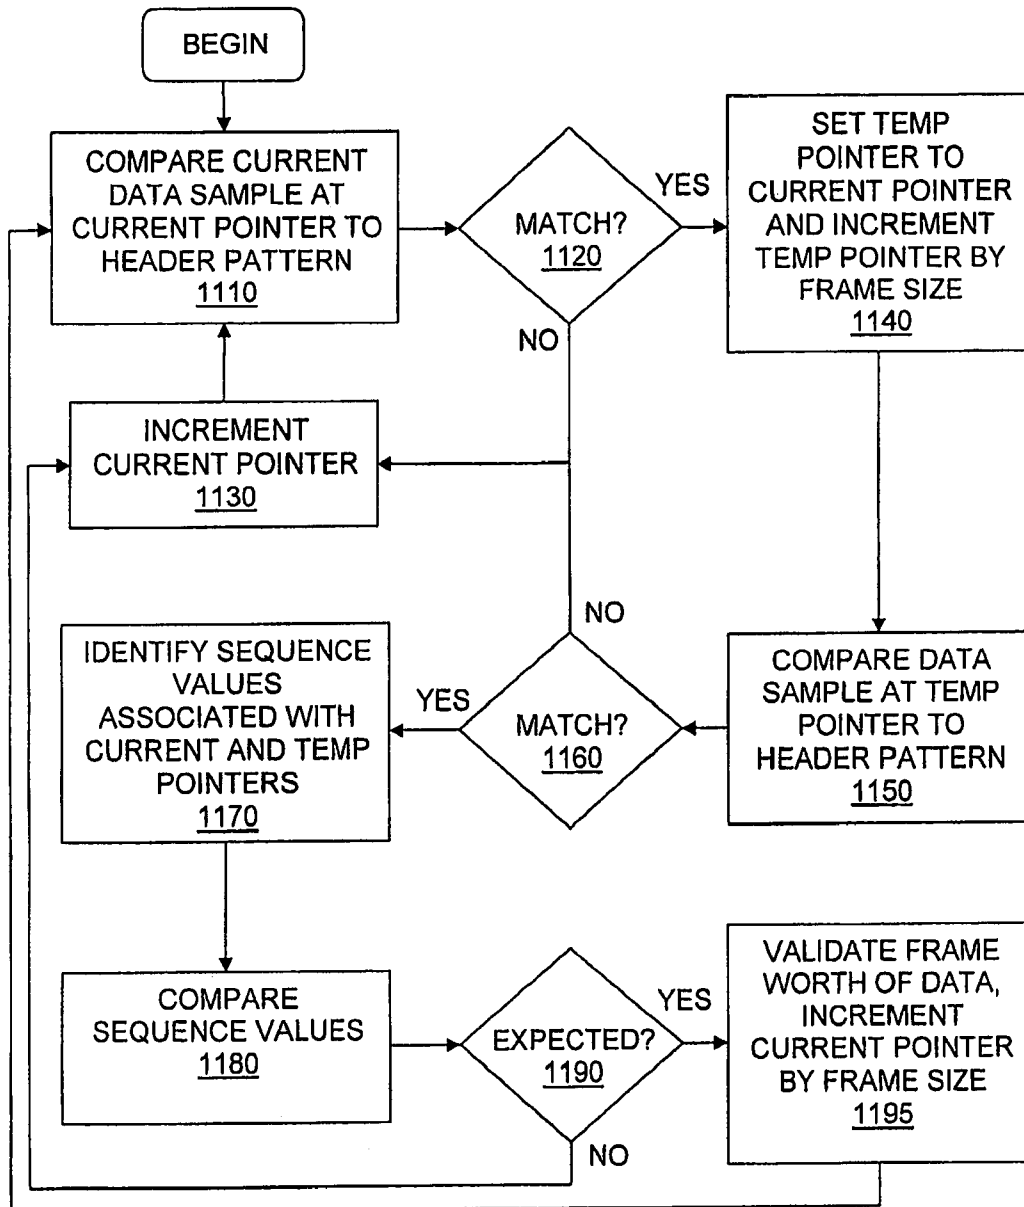 BEGIN
COMPARE CURRENT
DATA SAMPLE AT
CURRENT POINTER TO
HEADER PATTERN
1110
MATCH?
1120
YES
NO
SET TEMP
POINTER TO
CURRENT POINTER
AND INCREMENT
TEMP POINTER BY
FRAME SIZE
1140
INCREMENT
CURRENT POINTER
1130
IDENTIFY SEQUENCE
VALUES
ASSOCIATED WITH
CURRENT AND TEMP
POINTERS
1170
YES
NO
MATCH?
1160
COMPARE DATA
SAMPLE AT TEMP
POINTER TO
HEADER PATTERN
1150
COMPARE
SEQUENCE VALUES
1180
EXPECTED?
1190
YES
NO
VALIDATE FRAME
WORTH OF DATA,
INCREMENT
CURRENT POINTER
BY FRAME SIZE
1195